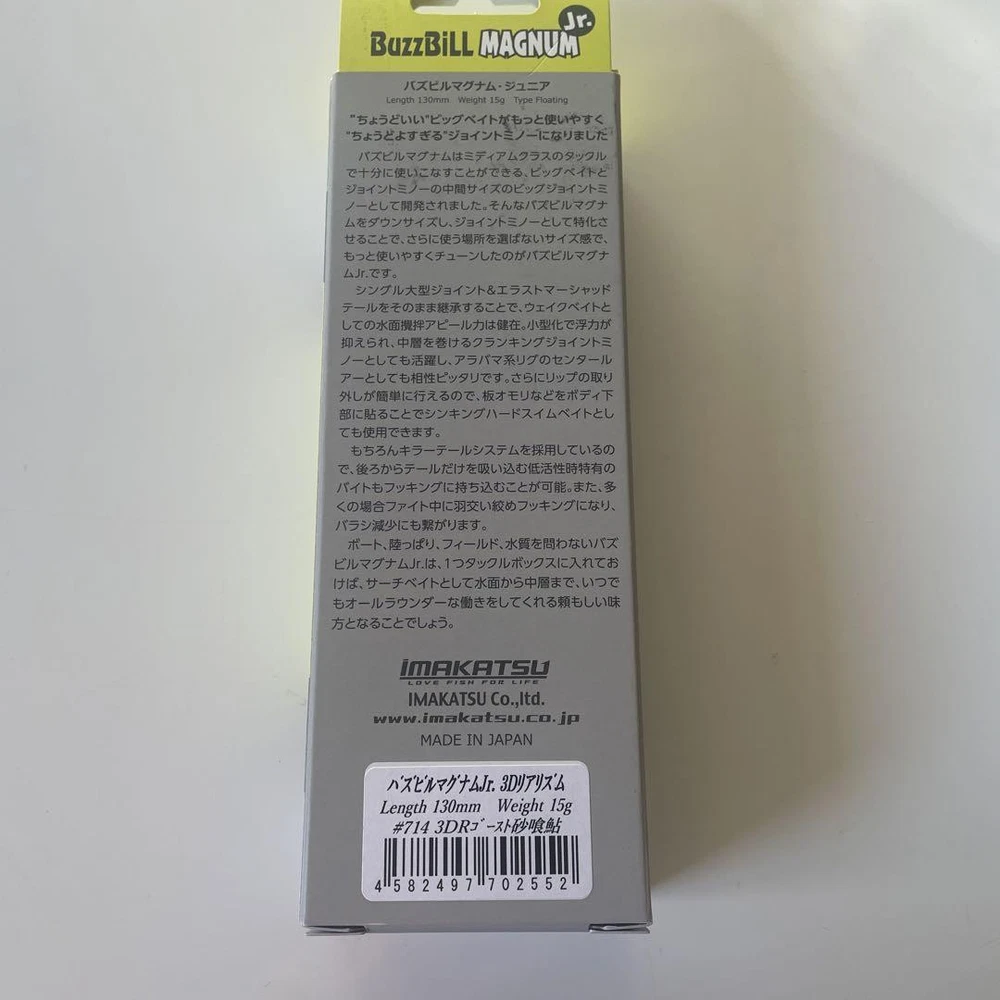 BuzzBiLL MAGNUM Jr.
バズビルマグナム・ジュニア
Length 130mm Weight 15g Type Floating
"ちょうどいい"ビッグベイトがもっと使いやすく
"ちょうどよすぎる"ジョイントミノーになりました
バズビルマグナムはミディアムクラスのタックル
で十分に使いこなすことができる、ビッグベイトと
ジョイントミノーの中間サイズのビッグジョイントミ
ノーとして開発されました。そんなバズビルマグナ
ムをダウンサイズし、ジョイントミノーとして特化さ
せることで、さらに使う場所を選ばないサイズ感で、
もっと使いやすくチューンしたのがバズビルマグナ
ムJr.です。
シングル大型ジョイント&エラストマーシャッド
テールをそのまま継承することで、ウェイクベイトと
しての水面攪拌アピール力は健在。小型化で浮力が
抑えられ、中層を巻けるクランキングジョイントミ
ノーとしても活躍し、アラバマ系リグのセンタール
アーとしても相性ピッタリです。さらにリップの取り
外しが簡単に行えるので、板オモリなどをボディ下
部に貼ることでシンキングハードスイムベイトとし
ても使用できます。
もちろんキラーテールシステムを採用しているの
で、後ろからテールだけを吸い込む低活性時特有の
バイトもフッキングに持ち込むことが可能。また、多
くの場合ファイト中に羽交い絞めフッキングになり、
バラシ減少にも繋がります。
ボート、陸っぱり、フィールド、水質を問わないバズ
ビルマグナムJr.は、1つタックルボックスに入れてお
けば、サーチベイトとして水面から中層まで、いつで
もオールラウンダーな働きをしてくれる頼もしい味
方となることでしょう。
iMAKATSU
LOVE FISH FOR LIFE
IMAKATSU Co.,ltd.
www.imakatsu.co.jp
MADE IN JAPAN
バズビルマグナムJr. 3Dリアリズム
Length 130mm Weight 15g
#714 3DRゴースト砂喰鮎
4 582497 702552